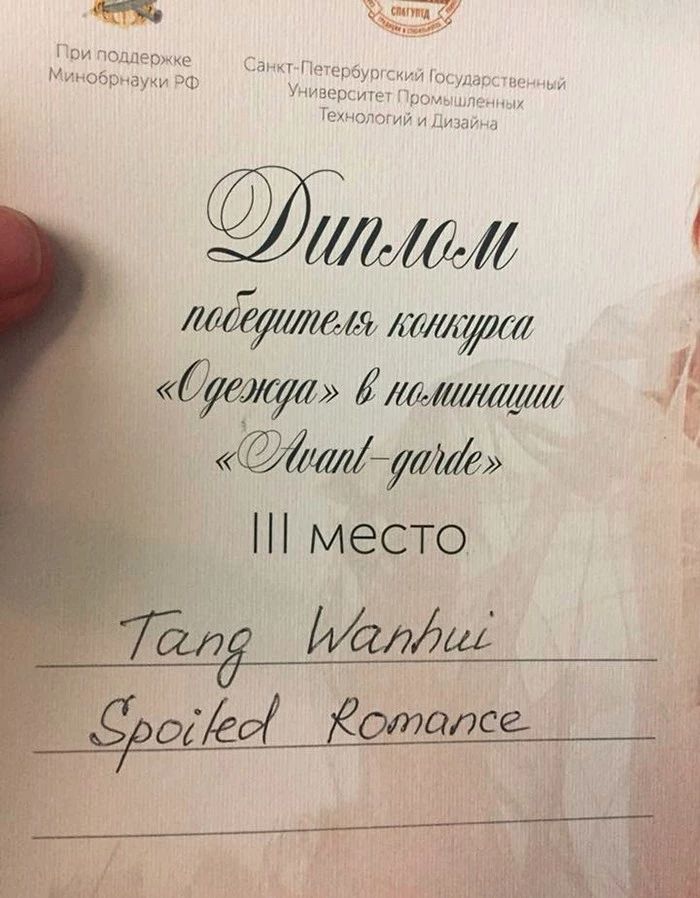 СПбГУПТД
При поддержке
Минобрнауки РФ
Санкт-Петербургский Государственный
Университет Промышленных
Технологий и Дизайна
Диплом
победителя конкурса
«Одежда» в номинации
«Avant-garde»
III место
Tang Wanhui
Spoiled Romance